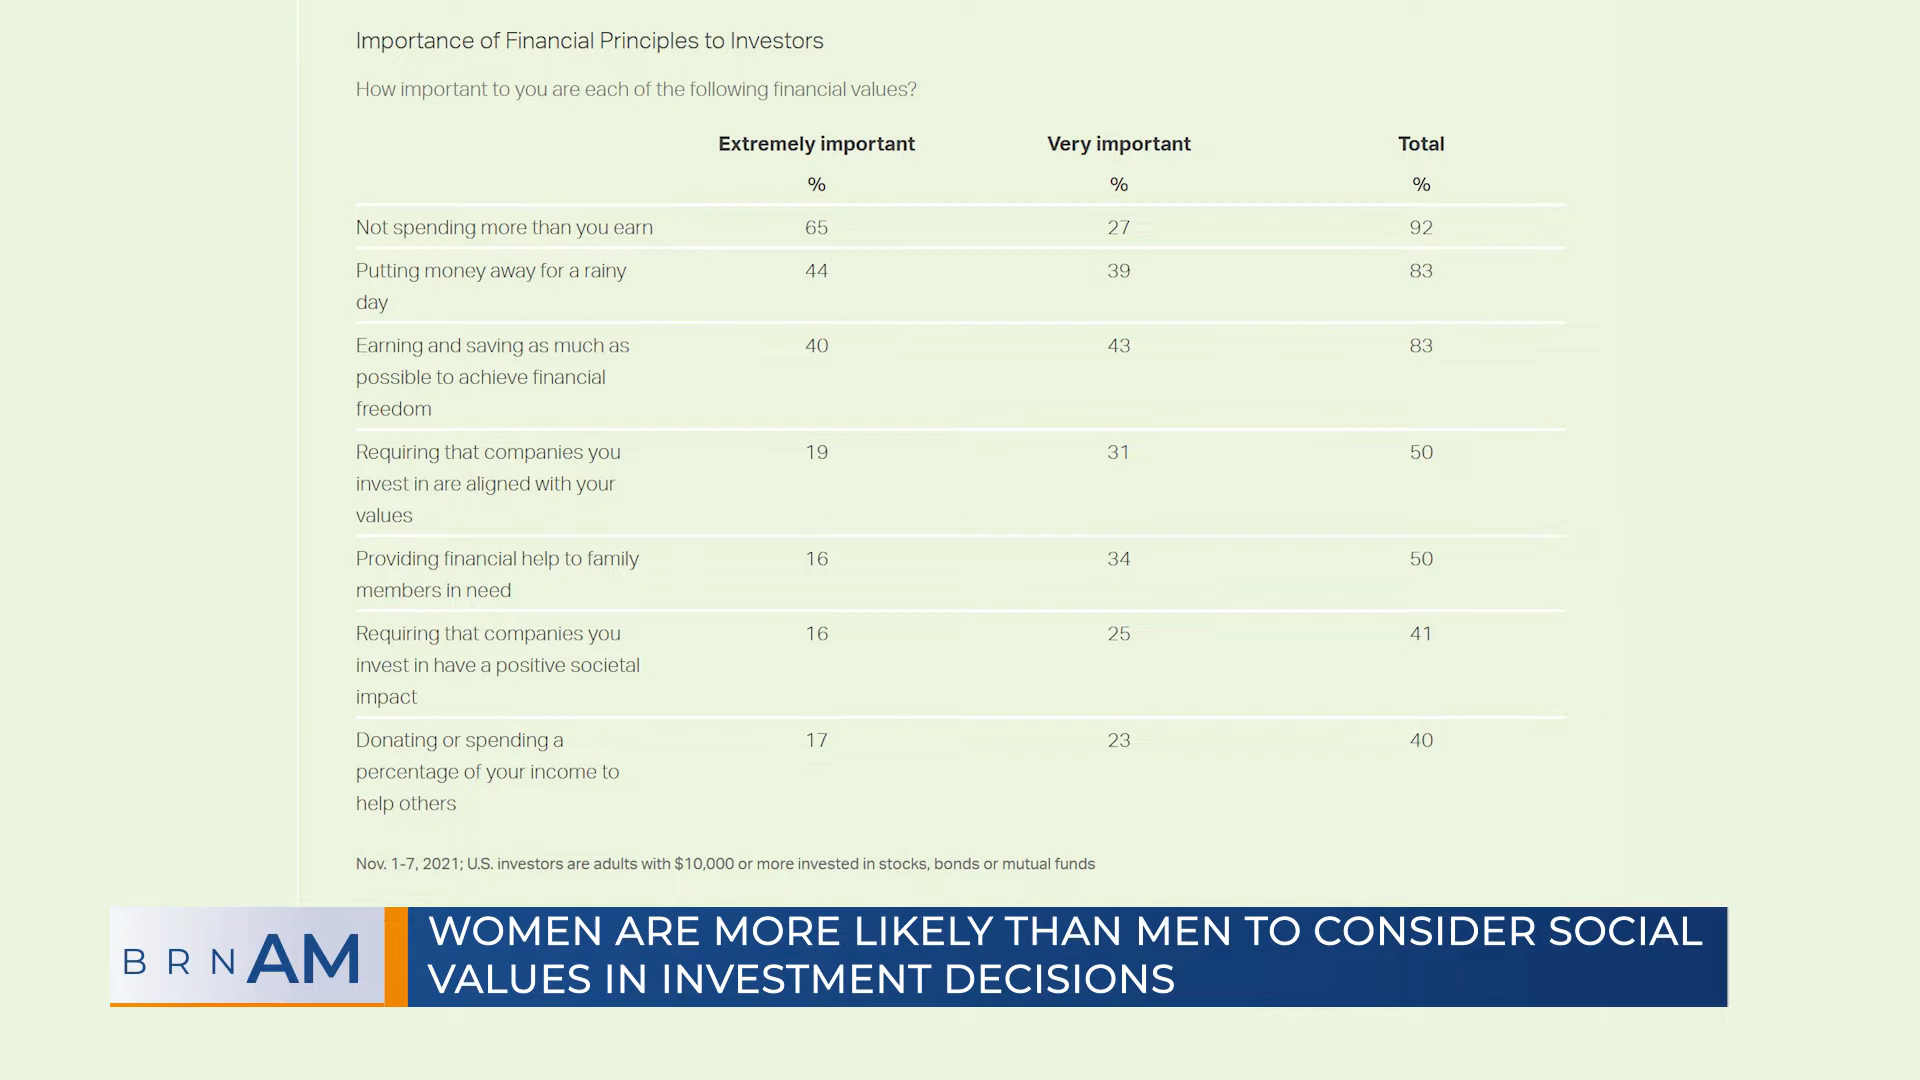 Importance of Financial Principles to Investors
How important to you are each of the following financial values?
Extremely important Very important Total
% % %
Not spending more than you earn 65 27 92
Putting money away for a rainy 44 39 83
day
Earning and saving as much as 40 43 83
possible to achieve financial
freedom
Requiring that companies you 19 31 50
invest in are aligned with your
values
Providing financial help to family 16 34 50
members in need
Requiring that companies you 16 25 41
invest in have a positive societal
impact
Donating or spending a 17 23 40
percentage of your income to
help others
Nov. 1-7, 2021; U.S. investors are adults with $10,000 or more invested in stocks, bonds or mutual funds
BRNAM
WOMEN ARE MORE LIKELY THAN MEN TO CONSIDER SOCIAL
VALUES IN INVESTMENT DECISIONS